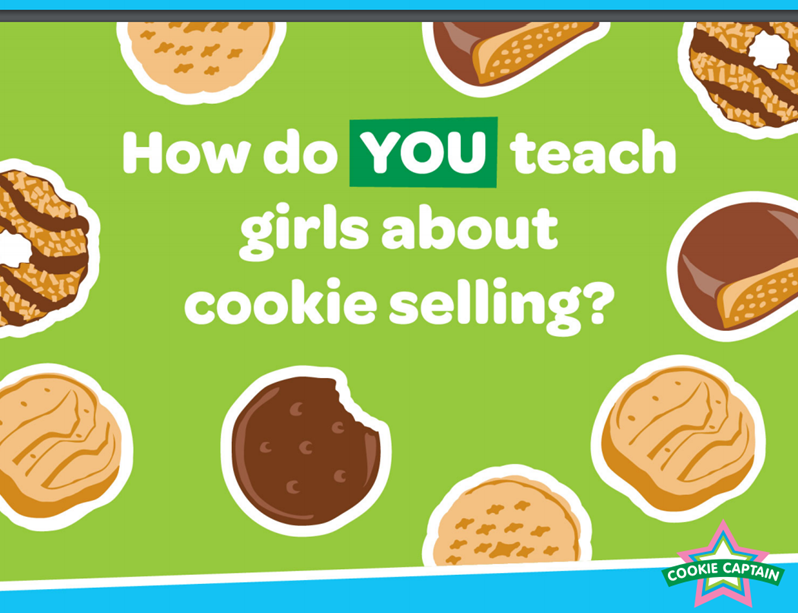 How do YOU teach
girls about
cookie selling?
COOKIE CAPTAIN